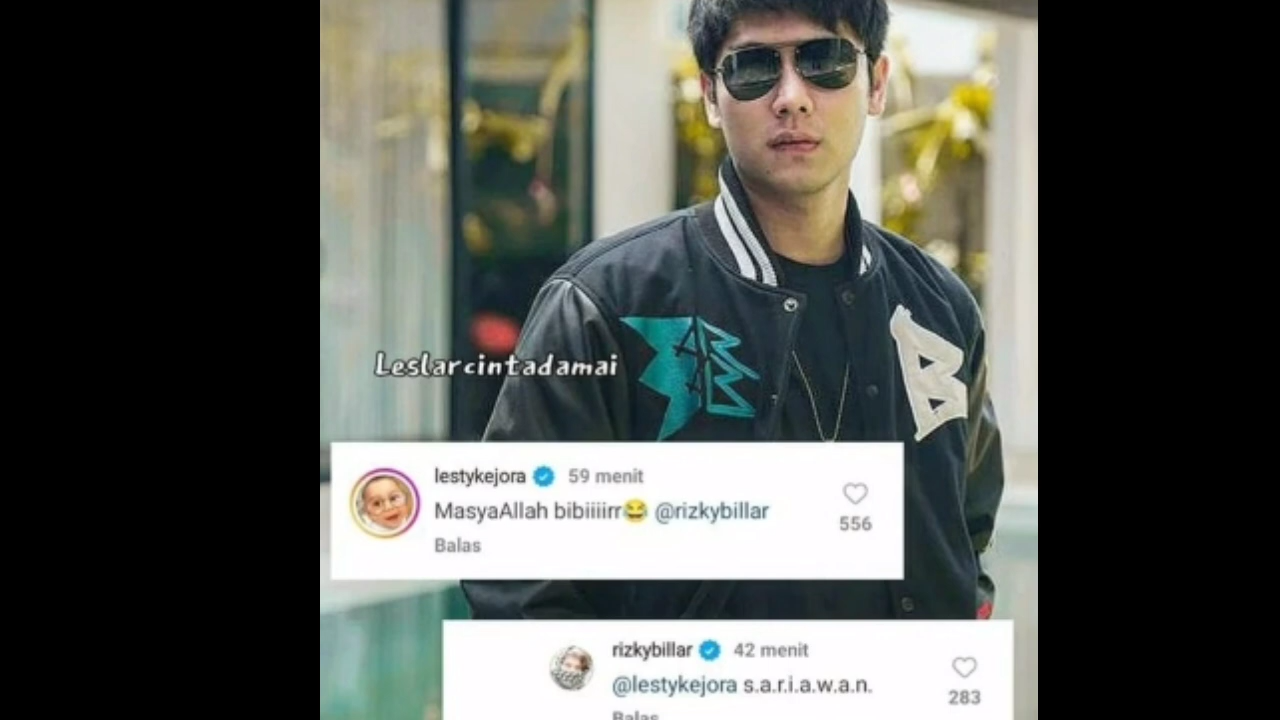 Leslarcintadamai
B
lestykejora 59 menit
MasyaAllah bibiiiirr😂 @rizkybillar
556
Balas
rizkybillar 42 menit
@lestykejora s.a.r.i.a.w.a.n.
283
Balas